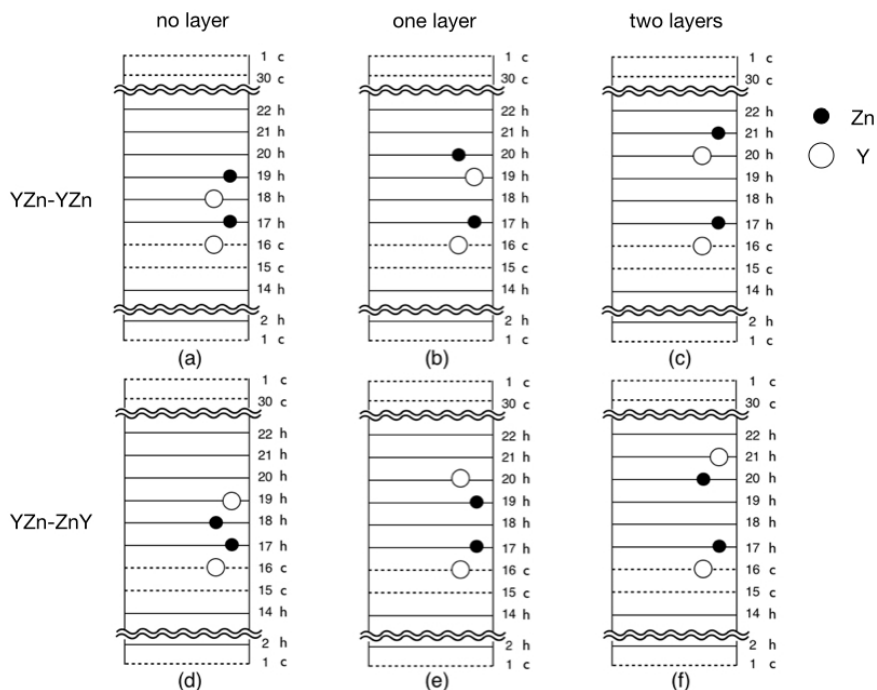 no layer one layer two layers
1 c 1 c 1 c
30 c 30 c 30 c
22 h 22 h 22 h
21 h 21 h 21 h
20 h 20 h 20 h
19 h 19 h 19 h
18 h 18 h 18 h
17 h 17 h 17 h
16 c 16 c 16 c
15 c 15 c 15 c
14 h 14 h 14 h
2 h 2 h 2 h
1 c 1 c 1 c
YZn-YZn
Zn
Y
(a) (b) (c)
1 c 1 c 1 c
30 c 30 c 30 c
22 h 22 h 22 h
21 h 21 h 21 h
20 h 20 h 20 h
19 h 19 h 19 h
18 h 18 h 18 h
17 h 17 h 17 h
16 c 16 c 16 c
15 c 15 c 15 c
14 h 14 h 14 h
2 h 2 h 2 h
1 c 1 c 1 c
YZn-ZnY
(d) (e) (f)